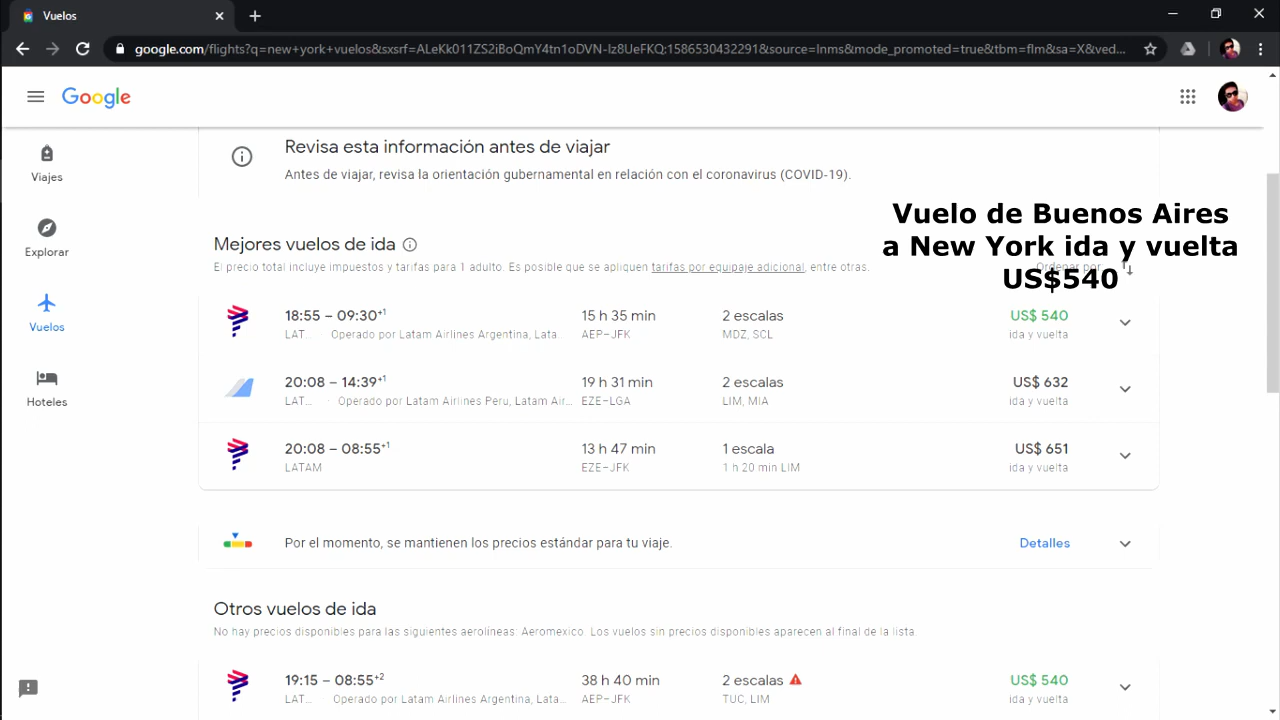 Vuelos
google.com/flights?q=new+york+vuelos&sxsrf=ALeKk011ZS2iBoQmY4tn1oDVN-lz8UeFKQ:1586530432291&source=lnms&mode_promoted=true&tbm=flm&sa=X&ved...
Google
Viajes
Explorar
Vuelos
Hoteles
Revisa esta información antes de viajar
Antes de viajar, revisa la orientación gubernamental en relación con el coronavirus (COVID-19).
Vuelo de Buenos Aires
a New York ida y vuelta
US$540
Mejores vuelos de ida
El precio total incluye impuestos y tarifas para 1 adulto. Es posible que se apliquen tarifas por equipaje adicional, entre otras.
Ordenar por
18:55 – 09:30+1 15 h 35 min 2 escalas US$ 540
LAT... · Operado por Latam Airlines Argentina, Lata... AEP–JFK MDZ, SCL ida y vuelta
20:08 – 14:39+1 19 h 31 min 2 escalas US$ 632
LAT... · Operado por Latam Airlines Peru, Latam Air... EZE–LGA LIM, MIA ida y vuelta
20:08 – 08:55+1 13 h 47 min 1 escala US$ 651
LATAM EZE–JFK 1 h 20 min LIM ida y vuelta
Por el momento, se mantienen los precios estándar para tu viaje. Detalles
Otros vuelos de ida
No hay precios disponibles para las siguientes aerolíneas: Aeromexico. Los vuelos sin precios disponibles aparecen al final de la lista.
19:15 – 08:55+2 38 h 40 min 2 escalas US$ 540
LAT... · Operado por Latam Airlines Argentina, Lata... AEP–JFK TUC, LIM ida y vuelta